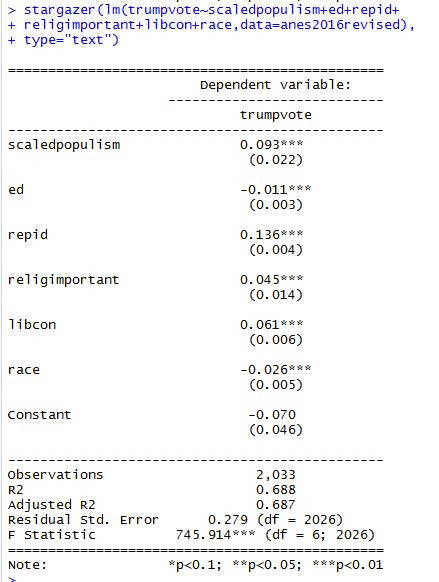 > stargazer(lm(trumpvote~scaledpopulism+ed+repid+
+ religimportant+libcon+race,data=anes2016revised),
+ type="text")
===============================================
Dependent variable:
---------------------------
trumpvote
-----------------------------------------------
scaledpopulism 0.093***
(0.022)
ed -0.011***
(0.003)
repid 0.136***
(0.004)
religimportant 0.045***
(0.014)
libcon 0.061***
(0.006)
race -0.026***
(0.005)
Constant -0.070
(0.046)
-----------------------------------------------
Observations 2,033
R2 0.688
Adjusted R2 0.687
Residual Std. Error 0.279 (df = 2026)
F Statistic 745.914*** (df = 6; 2026)
===============================================
Note: *p<0.1; **p<0.05; ***p<0.01
>